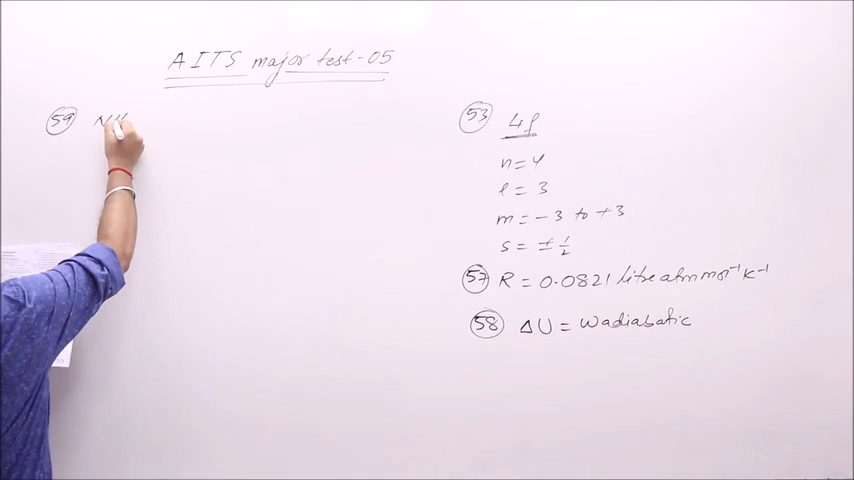 AITS major test-05
59 NH
53 4f
n = 4
l = 3
m = -3 to +3
s = ± 1/2
57 R = 0.0821 litre atm mol⁻¹ K⁻¹
58 ΔU = Wadiabatic